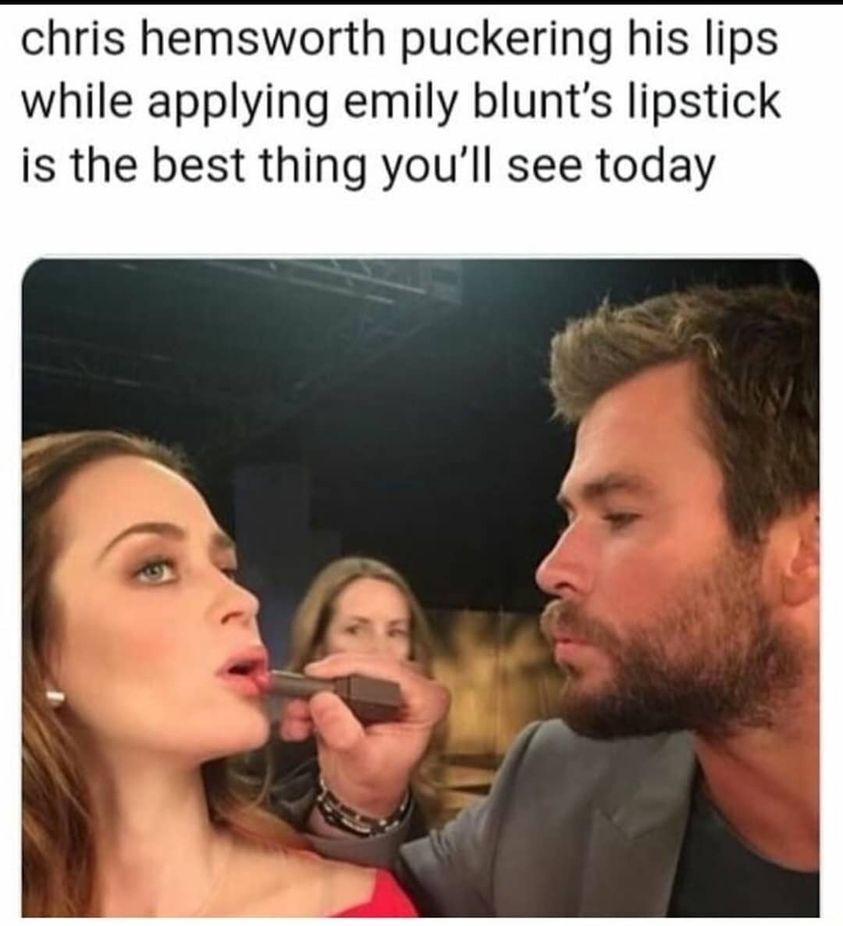 chris hemsworth puckering his lips
while applying emily blunt's lipstick
is the best thing you'll see today